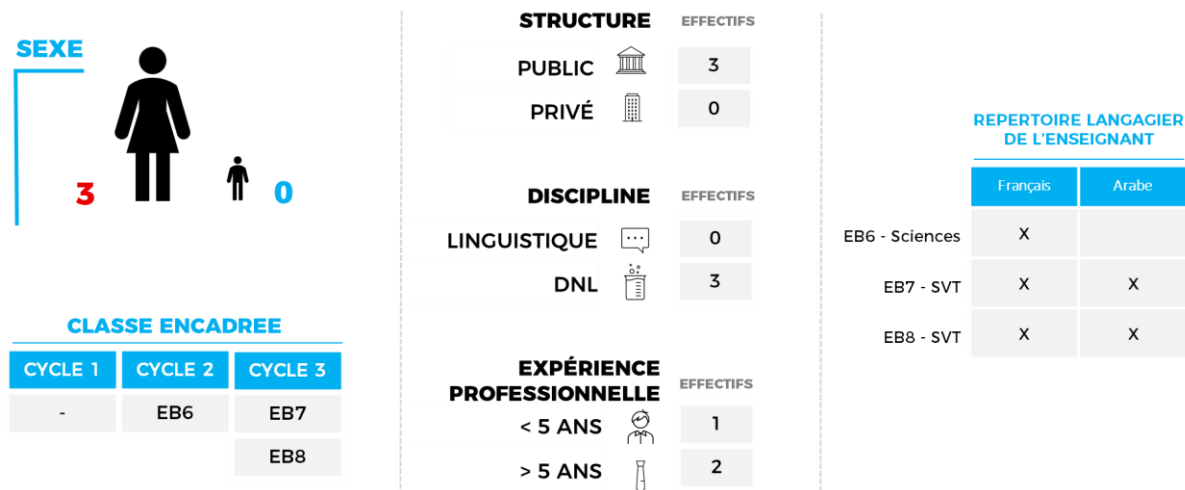 SEXE
3
0
CLASSE ENCADREE
CYCLE 1 CYCLE 2 CYCLE 3
- EB6 EB7
EB8
STRUCTURE EFFECTIFS
PUBLIC 3
PRIVÉ 0
DISCIPLINE EFFECTIFS
LINGUISTIQUE 0
DNL 3
EXPÉRIENCE
PROFESSIONNELLE EFFECTIFS
< 5 ANS 1
> 5 ANS 2
REPERTOIRE LANGAGIER
DE L'ENSEIGNANT
Français Arabe
EB6 - Sciences X
EB7 - SVT X X
EB8 - SVT X X